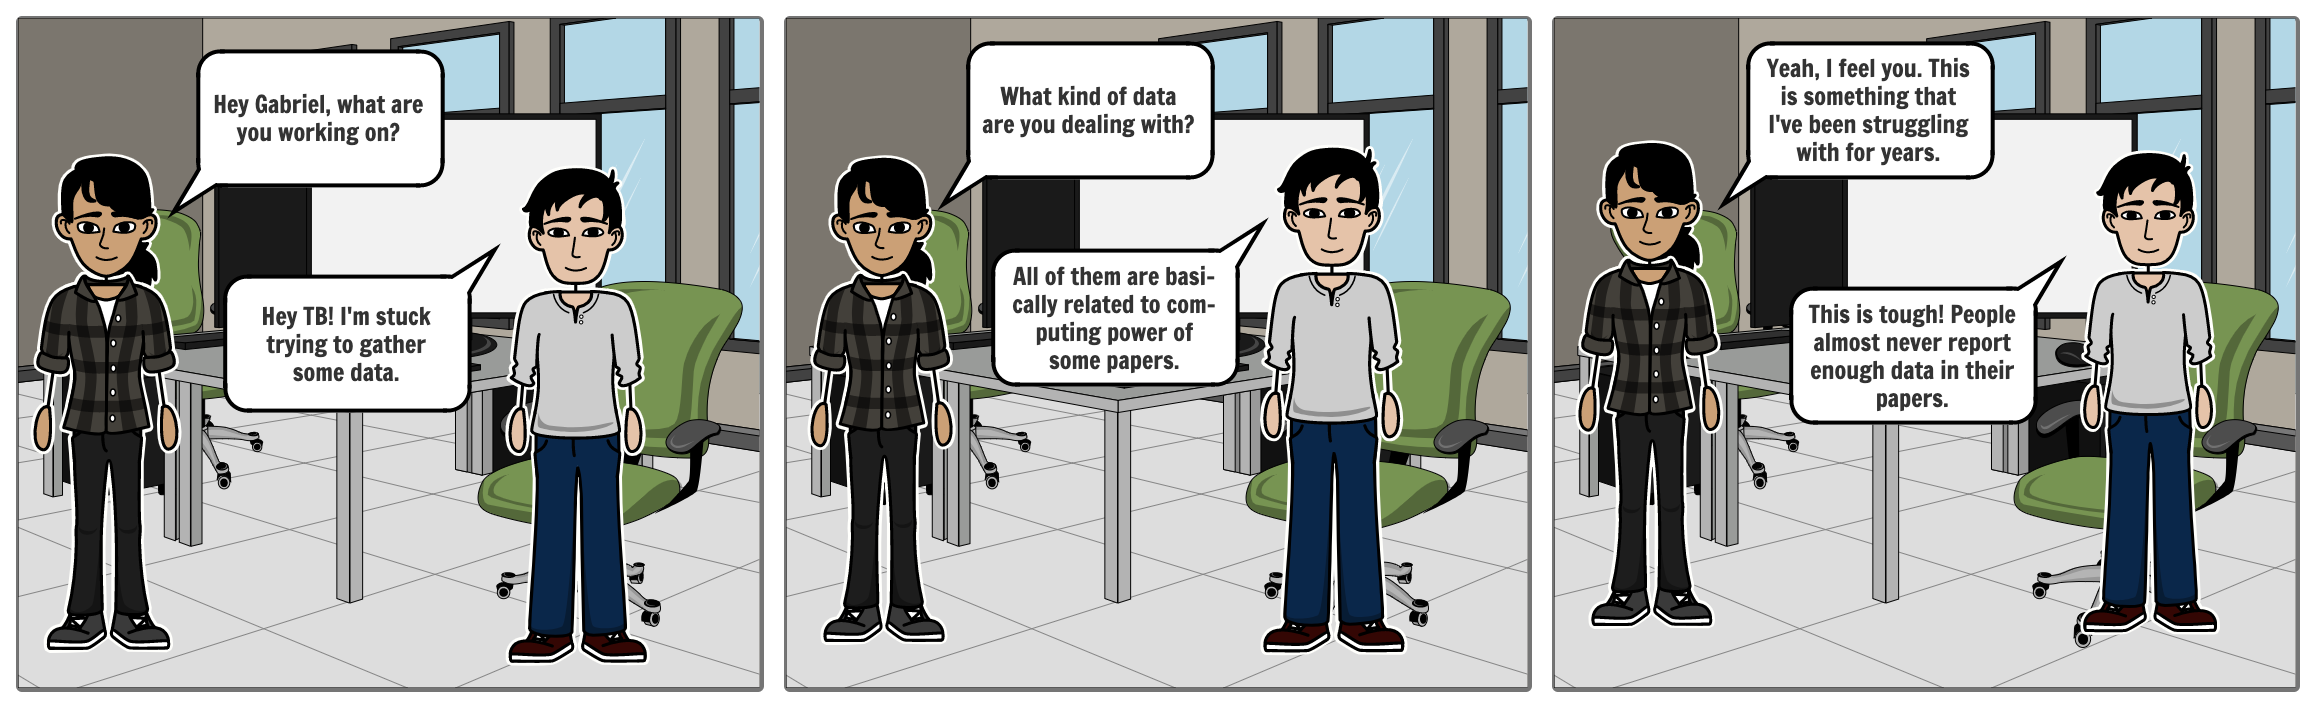 Hey Gabriel, what are
you working on?
Hey TB! I'm stuck
trying to gather
some data.
What kind of data
are you dealing with?
All of them are basi-
cally related to com-
puting power of
some papers.
Yeah, I feel you. This
is something that
I've been struggling
with for years.
This is tough! People
almost never report
enough data in their
papers.